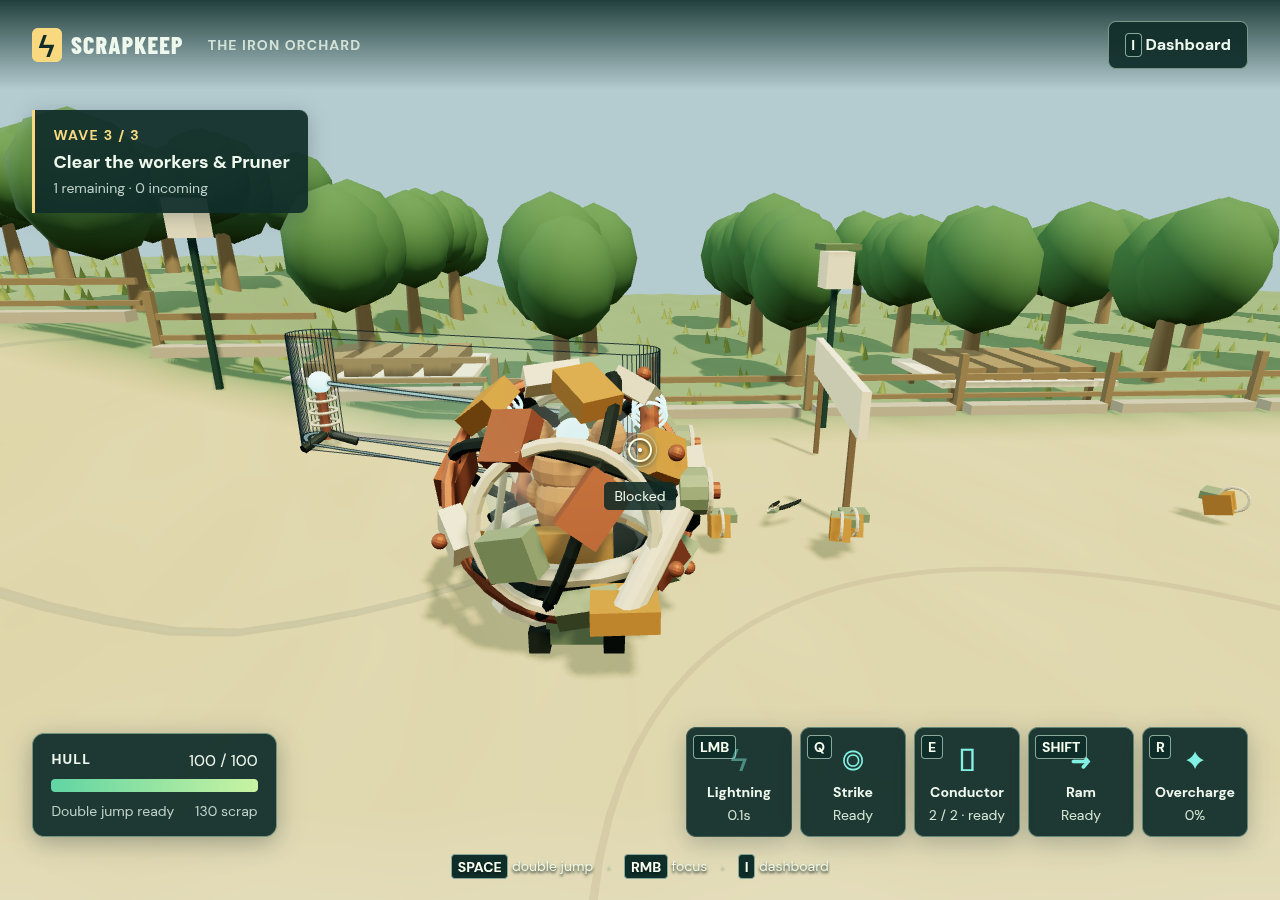 SCRAPKEEP
THE IRON ORCHARD
I Dashboard
WAVE 3 / 3
Clear the workers & Pruner
1 remaining · 0 incoming
Blocked
HULL
100 / 100
Double jump ready
130 scrap
LMB
Lightning
0.1s
Q
Strike
Ready
E
Conductor
2 / 2 · ready
SHIFT
Ram
Ready
R
Overcharge
0%
SPACE double jump · RMB focus · I dashboard